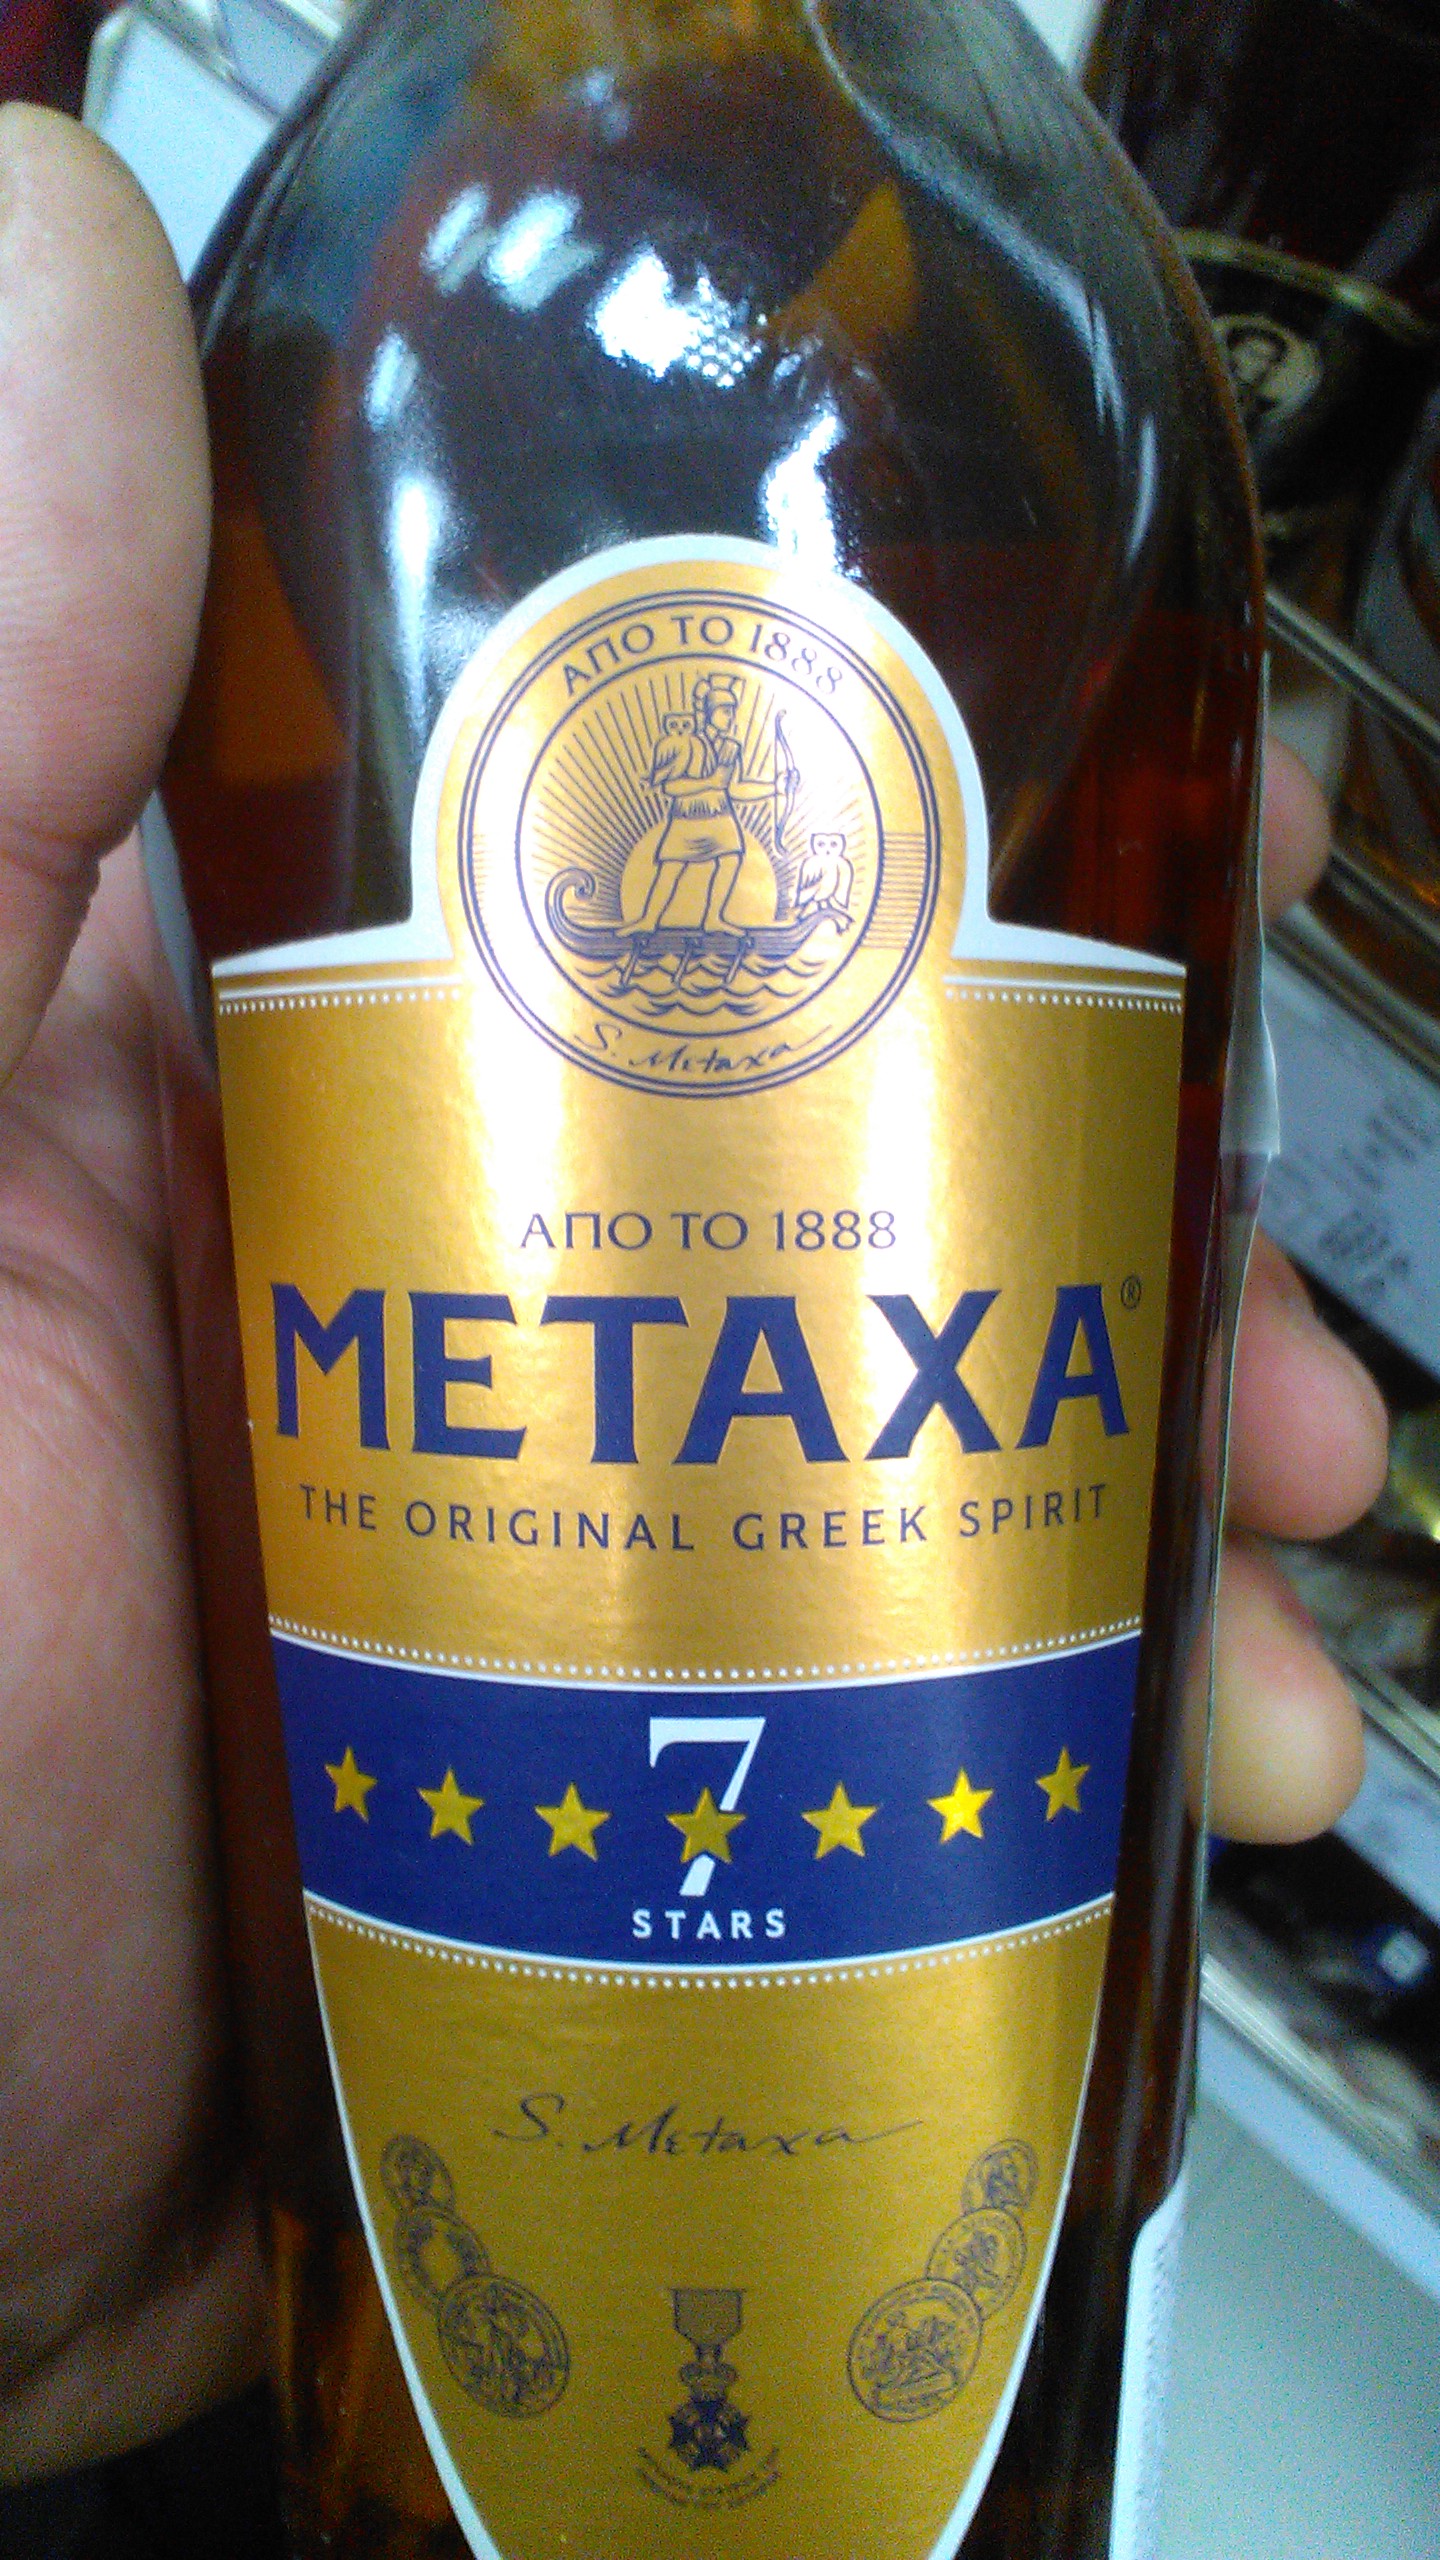 ΑΠΟ ΤΟ 1888
S. Metaxa
ΑΠΟ ΤΟ 1888
METAXA®
THE ORIGINAL GREEK SPIRIT
7
STARS
S. Metaxa